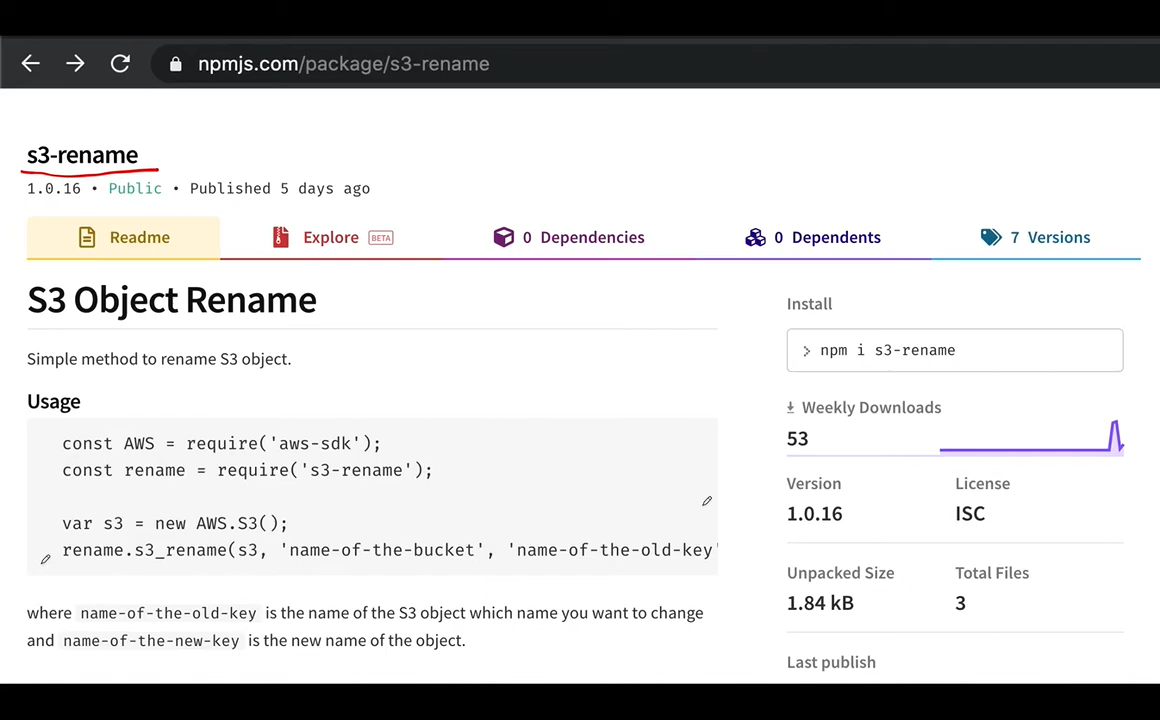 npmjs.com/package/s3-rename
s3-rename
1.0.16 • Public • Published 5 days ago
Readme
Explore BETA
0 Dependencies
0 Dependents
7 Versions
S3 Object Rename
Simple method to rename S3 object.
Usage
const AWS = require('aws-sdk');
const rename = require('s3-rename');
var s3 = new AWS.S3();
rename.s3_rename(s3, 'name-of-the-bucket', 'name-of-the-old-key'
where name-of-the-old-key is the name of the S3 object which name you want to change
and name-of-the-new-key is the new name of the object.
Install
> npm i s3-rename
Weekly Downloads
53
Version
1.0.16
License
ISC
Unpacked Size
1.84 kB
Total Files
3
Last publish